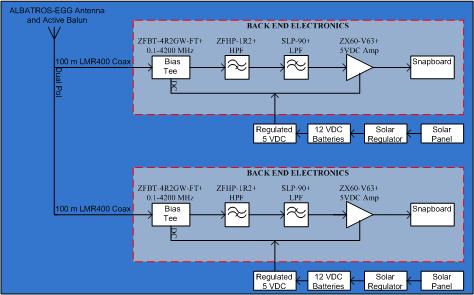 ALBATROS-EGG Antenna
and Active Balun
BACK END ELECTRONICS
ZFBT-4R2GW-FT+
0.1-4200 MHz
ZFHP-1R2+
HPF
SLP-90+
LPF
ZX60-V63+
5VDC Amp
100 m LMR400 Coax
Bias
Tee
Snapboard
DC
Dual Pol
Regulated
5 VDC
12 VDC
Batteries
Solar
Regulator
Solar
Panel
BACK END ELECTRONICS
ZFBT-4R2GW-FT+
0.1-4200 MHz
ZFHP-1R2+
HPF
SLP-90+
LPF
ZX60-V63+
5VDC Amp
100 m LMR400 Coax
Bias
Tee
Snapboard
DC
Regulated
5 VDC
12 VDC
Batteries
Solar
Regulator
Solar
Panel